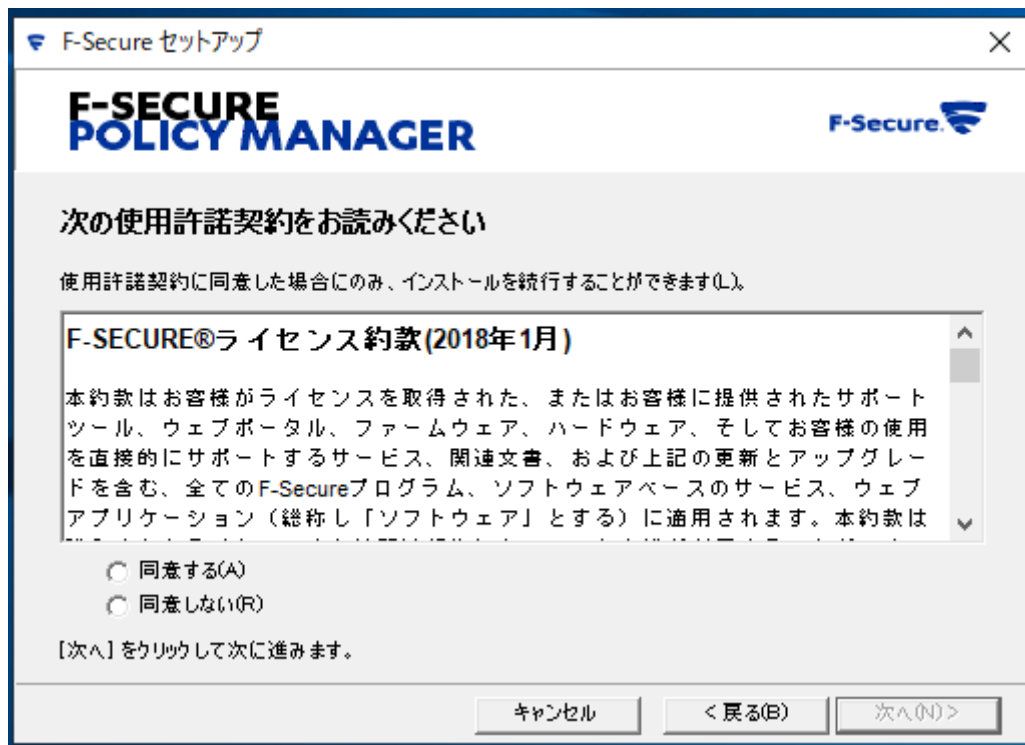 F-Secure セットアップ
F-SECURE
POLICY MANAGER
F-Secure.
次の使用許諾契約をお読みください
使用許諾契約に同意した場合にのみ、インストールを続行することができます(L)。
F-SECURE®ライセンス約款(2018年1月)
本約款はお客様がライセンスを取得された、またはお客様に提供されたサポート
ツール、ウェブポータル、ファームウェア、ハードウェア、そしてお客様の使用
を直接的にサポートするサービス、関連文書、および上記の更新とアップグレー
ドを含む、全てのF-Secureプログラム、ソフトウェアベースのサービス、ウェブ
アプリケーション（総称し「ソフトウェア」とする）に適用されます。本約款は
同意する(A)
同意しない(R)
[次へ] をクリックして次に進みます。
キャンセル
< 戻る(B)
次へ(N) >